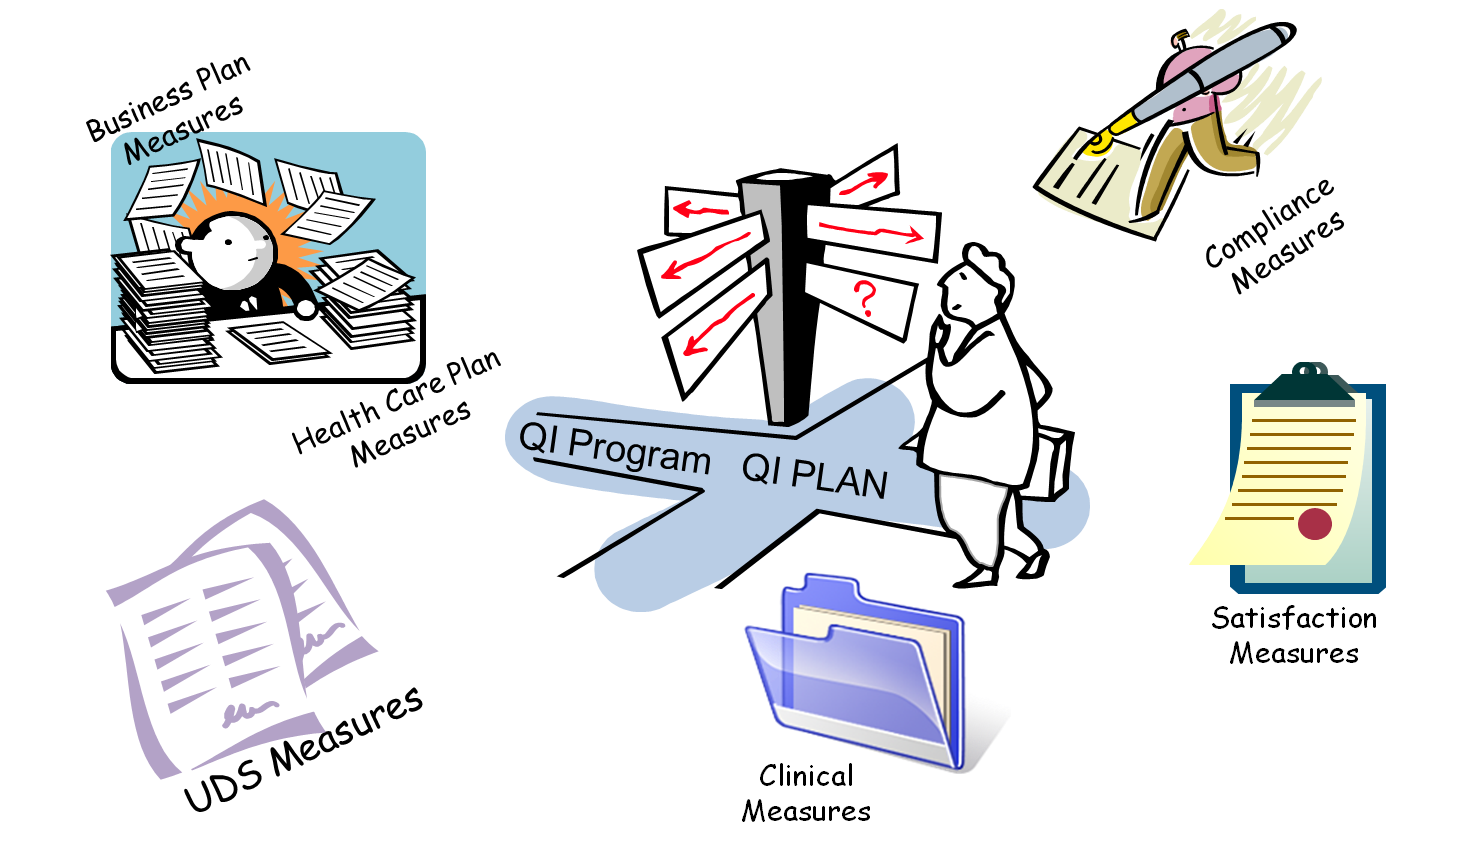 Business Plan
Measures
Compliance
Measures
?
Health Care Plan
Measures
QI Program QI PLAN
Satisfaction
Measures
UDS Measures
Clinical
Measures